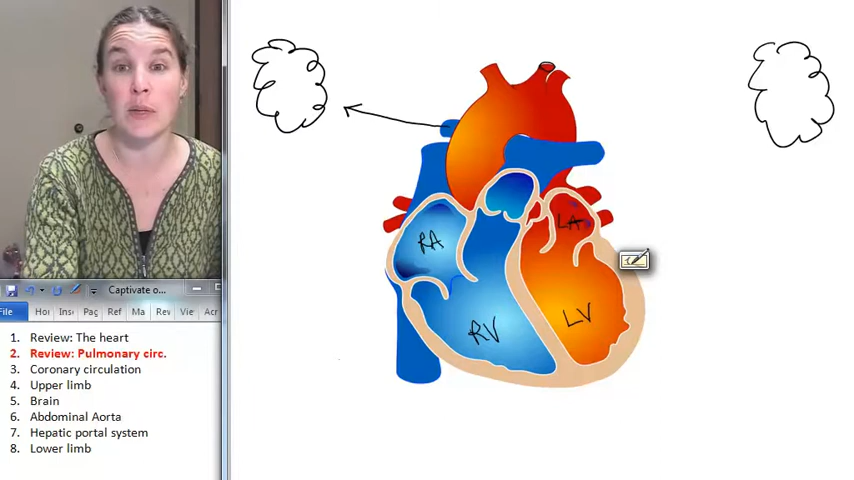 Captivate o...
File
Hor
Inse
Paç
Ref
Ma
Rev
Vie
Acr
1. Review: The heart
2. Review: Pulmonary circ.
3. Coronary circulation
4. Upper limb
5. Brain
6. Abdominal Aorta
7. Hepatic portal system
8. Lower limb
RA
LA
RV
LV